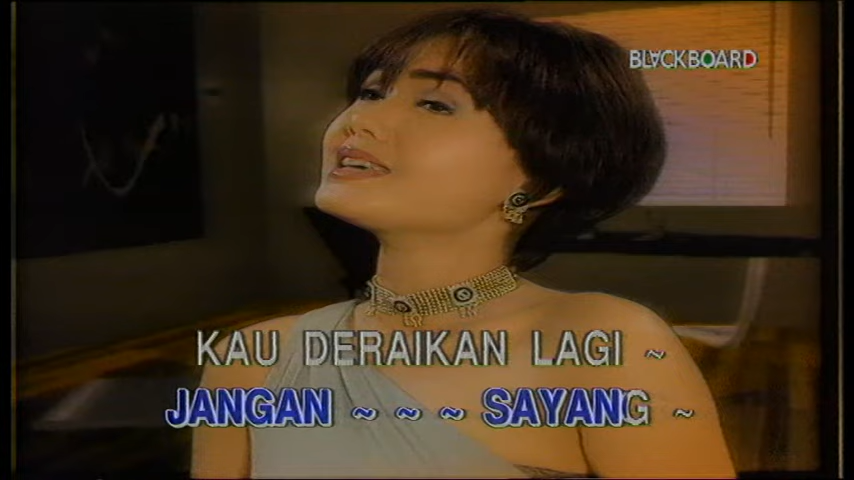 BLACKBOARD
KAU DERAIKAN LAGI ~
JANGAN ~ ~ ~ SAYANG ~